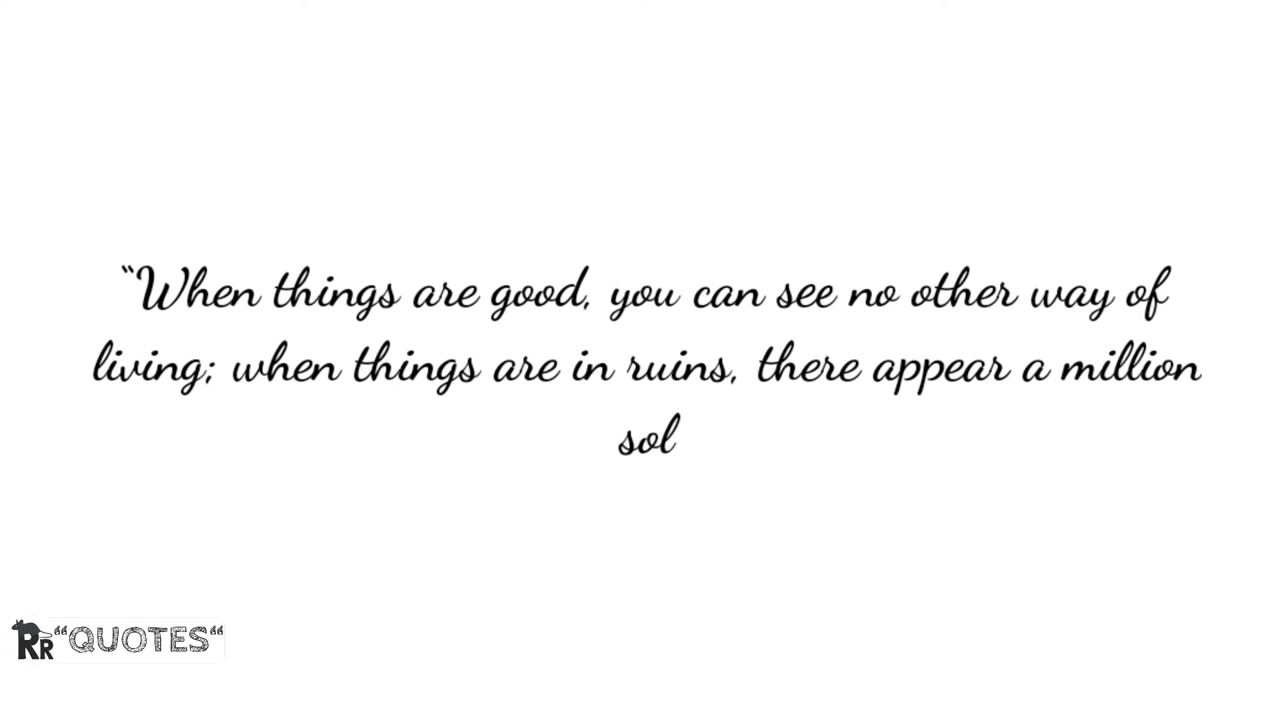 “When things are good, you can see no other way of
living; when things are in ruins, there appear a million
sol
RR “QUOTES“